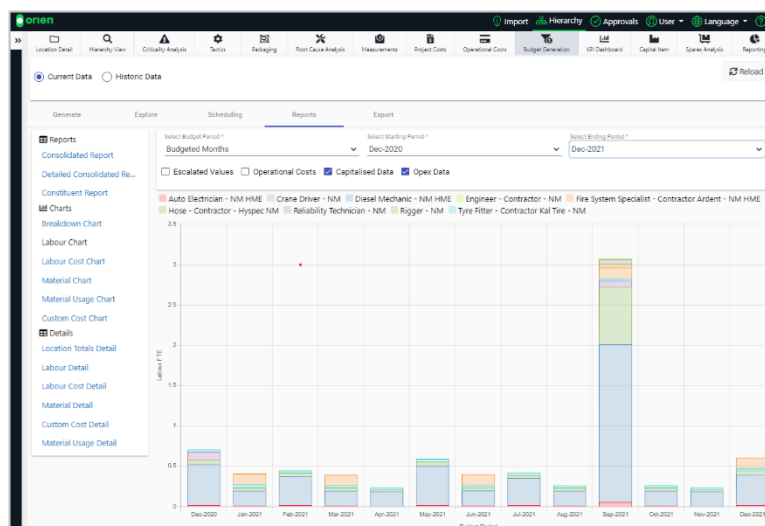 orien
Import Hierarchy Approvals User Language
»
Location Detail Hierarchy View Criticality Analysis Tactics Packaging Root Cause Analysis Measurements Project Costs Operational Costs Budget Generation KPI Dashboard Capital Item Spares Analysis Reporting
Current Data Historic Data
Reload
Generate Explore Scheduling Reports Export
Reports
Consolidated Report
Detailed Consolidated Re...
Constituent Report
Charts
Breakdown Chart
Labour Chart
Labour Cost Chart
Material Chart
Material Usage Chart
Custom Cost Chart
Details
Location Totals Detail
Labour Detail
Labour Cost Detail
Material Detail
Custom Cost Detail
Material Usage Detail
Select Budget Period * Select Starting Period * Select Ending Period *
Budgeted Months Dec-2020 Dec-2021
Escalated Values Operational Costs Capitalised Data Opex Data
Auto Electrician - NM HME Crane Driver - NM Diesel Mechanic - NM HME Engineer - Contractor - NM Fire System Specialist - Contractor Ardent - NM HME
Hose - Contractor - Hyspec NM Reliability Technician - NM Rigger - NM Tyre Fitter - Contractor Kal Tire - NM
3.5
3
2.5
2
1.5
1
0.5
0
Labour FTE
Dec-2020 Jan-2021 Feb-2021 Mar-2021 Apr-2021 May-2021 Jun-2021 Jul-2021 Aug-2021 Sep-2021 Oct-2021 Nov-2021 Dec-2021
Budget Period